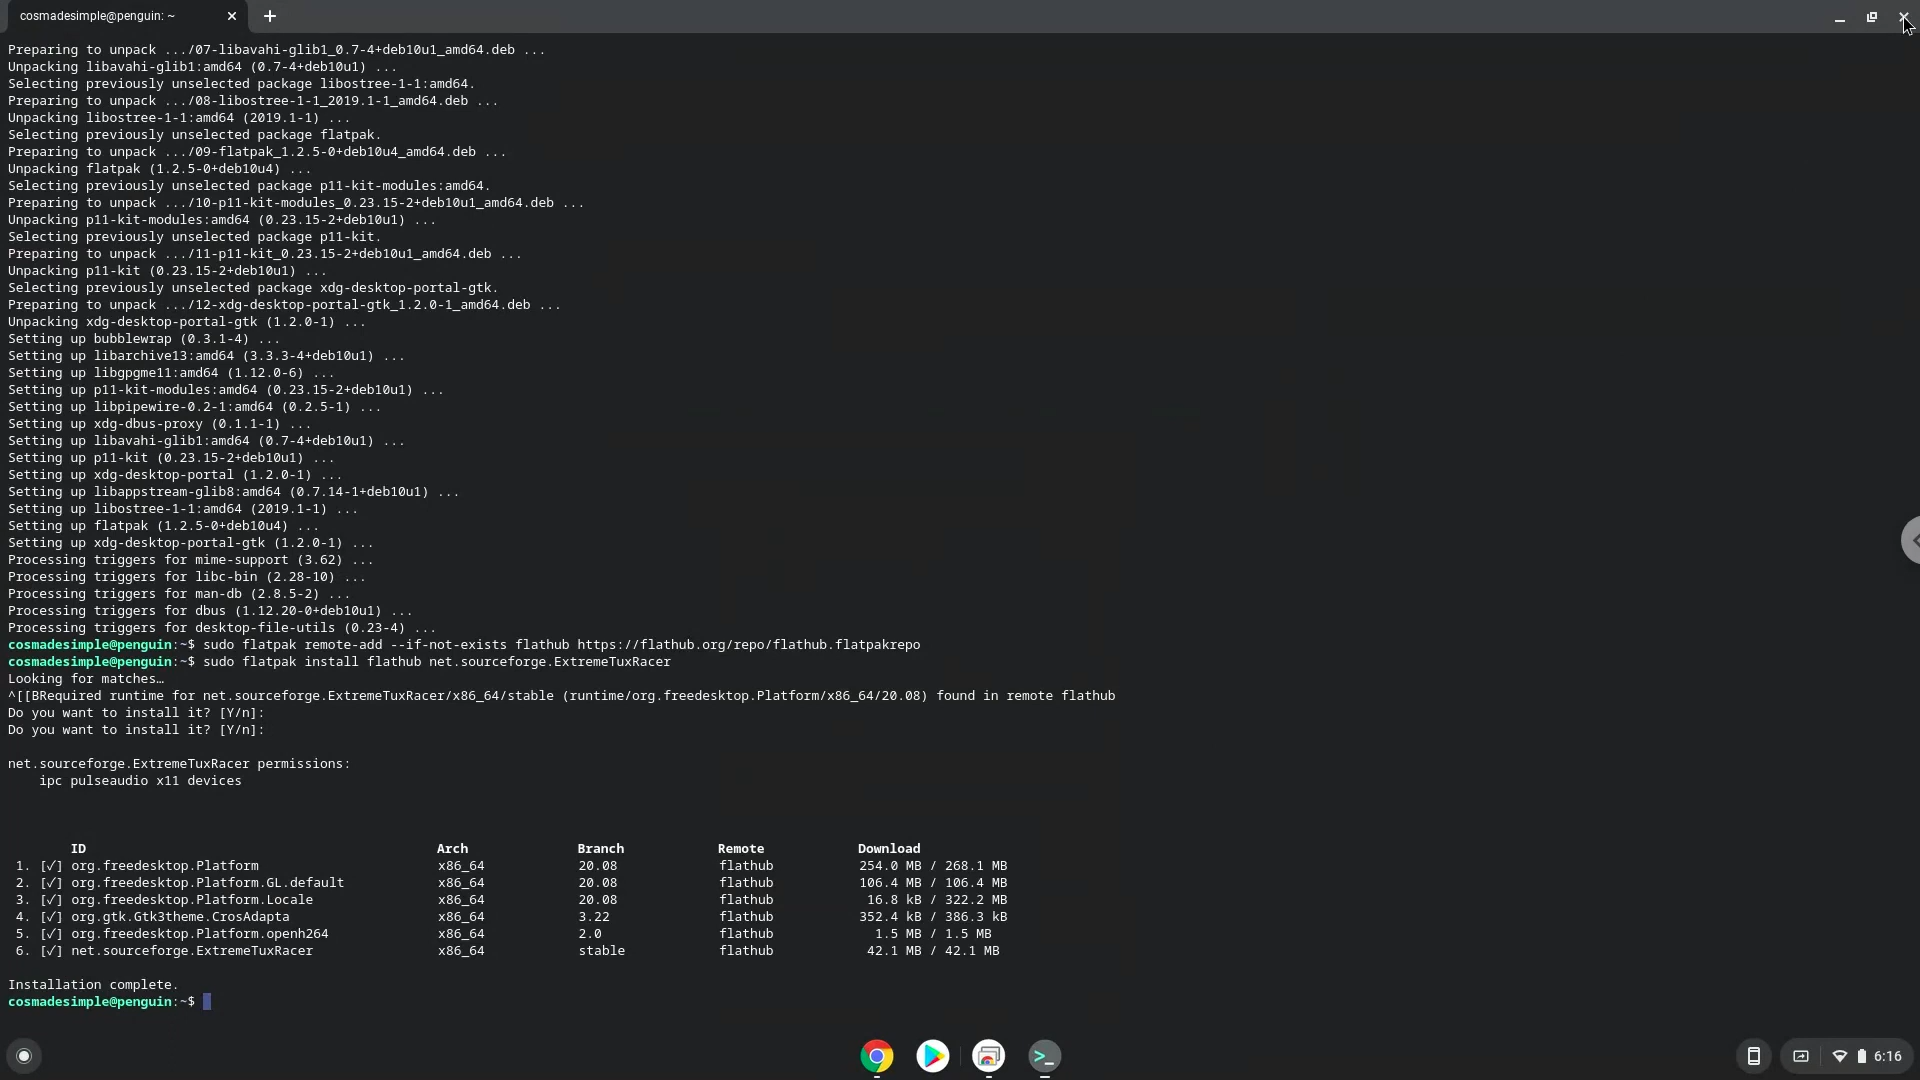 cosmadesimple@penguin: ~
Preparing to unpack .../07-libavahi-glib1_0.7-4+deb10u1_amd64.deb ...
Unpacking libavahi-glib1:amd64 (0.7-4+deb10u1) ...
Selecting previously unselected package libostree-1-1:amd64.
Preparing to unpack .../08-libostree-1-1_2019.1-1_amd64.deb ...
Unpacking libostree-1-1:amd64 (2019.1-1) ...
Selecting previously unselected package flatpak.
Preparing to unpack .../09-flatpak_1.2.5-0+deb10u4_amd64.deb ...
Unpacking flatpak (1.2.5-0+deb10u4) ...
Selecting previously unselected package p11-kit-modules:amd64.
Preparing to unpack .../10-p11-kit-modules_0.23.15-2+deb10u1_amd64.deb ...
Unpacking p11-kit-modules:amd64 (0.23.15-2+deb10u1) ...
Selecting previously unselected package p11-kit.
Preparing to unpack .../11-p11-kit_0.23.15-2+deb10u1_amd64.deb ...
Unpacking p11-kit (0.23.15-2+deb10u1) ...
Selecting previously unselected package xdg-desktop-portal-gtk.
Preparing to unpack .../12-xdg-desktop-portal-gtk_1.2.0-1_amd64.deb ...
Unpacking xdg-desktop-portal-gtk (1.2.0-1) ...
Setting up bubblewrap (0.3.1-4) ...
Setting up libarchive13:amd64 (3.3.3-4+deb10u1) ...
Setting up libgpgme11:amd64 (1.12.0-6) ...
Setting up p11-kit-modules:amd64 (0.23.15-2+deb10u1) ...
Setting up libpipewire-0.2-1:amd64 (0.2.5-1) ...
Setting up xdg-dbus-proxy (0.1.1-1) ...
Setting up libavahi-glib1:amd64 (0.7-4+deb10u1) ...
Setting up p11-kit (0.23.15-2+deb10u1) ...
Setting up xdg-desktop-portal (1.2.0-1) ...
Setting up libappstream-glib8:amd64 (0.7.14-1+deb10u1) ...
Setting up libostree-1-1:amd64 (2019.1-1) ...
Setting up flatpak (1.2.5-0+deb10u4) ...
Setting up xdg-desktop-portal-gtk (1.2.0-1) ...
Processing triggers for mime-support (3.62) ...
Processing triggers for libc-bin (2.28-10) ...
Processing triggers for man-db (2.8.5-2) ...
Processing triggers for dbus (1.12.20-0+deb10u1) ...
Processing triggers for desktop-file-utils (0.23-4) ...
cosmadesimple@penguin:~$ sudo flatpak remote-add --if-not-exists flathub https://flathub.org/repo/flathub.flatpakrepo
cosmadesimple@penguin:~$ sudo flatpak install flathub net.sourceforge.ExtremeTuxRacer
Looking for matches…
^[[BRequired runtime for net.sourceforge.ExtremeTuxRacer/x86_64/stable (runtime/org.freedesktop.Platform/x86_64/20.08) found in remote flathub
Do you want to install it? [Y/n]:
Do you want to install it? [Y/n]:
net.sourceforge.ExtremeTuxRacer permissions:
ipc pulseaudio x11 devices
ID Arch Branch Remote Download
1. [✓] org.freedesktop.Platform x86_64 20.08 flathub 254.0 MB / 268.1 MB
2. [✓] org.freedesktop.Platform.GL.default x86_64 20.08 flathub 106.4 MB / 106.4 MB
3. [✓] org.freedesktop.Platform.Locale x86_64 20.08 flathub 16.8 kB / 322.2 MB
4. [✓] org.gtk.Gtk3theme.CrosAdapta x86_64 3.22 flathub 352.4 kB / 386.3 kB
5. [✓] org.freedesktop.Platform.openh264 x86_64 2.0 flathub 1.5 MB / 1.5 MB
6. [✓] net.sourceforge.ExtremeTuxRacer x86_64 stable flathub 42.1 MB / 42.1 MB
Installation complete.
cosmadesimple@penguin:~$
6:16